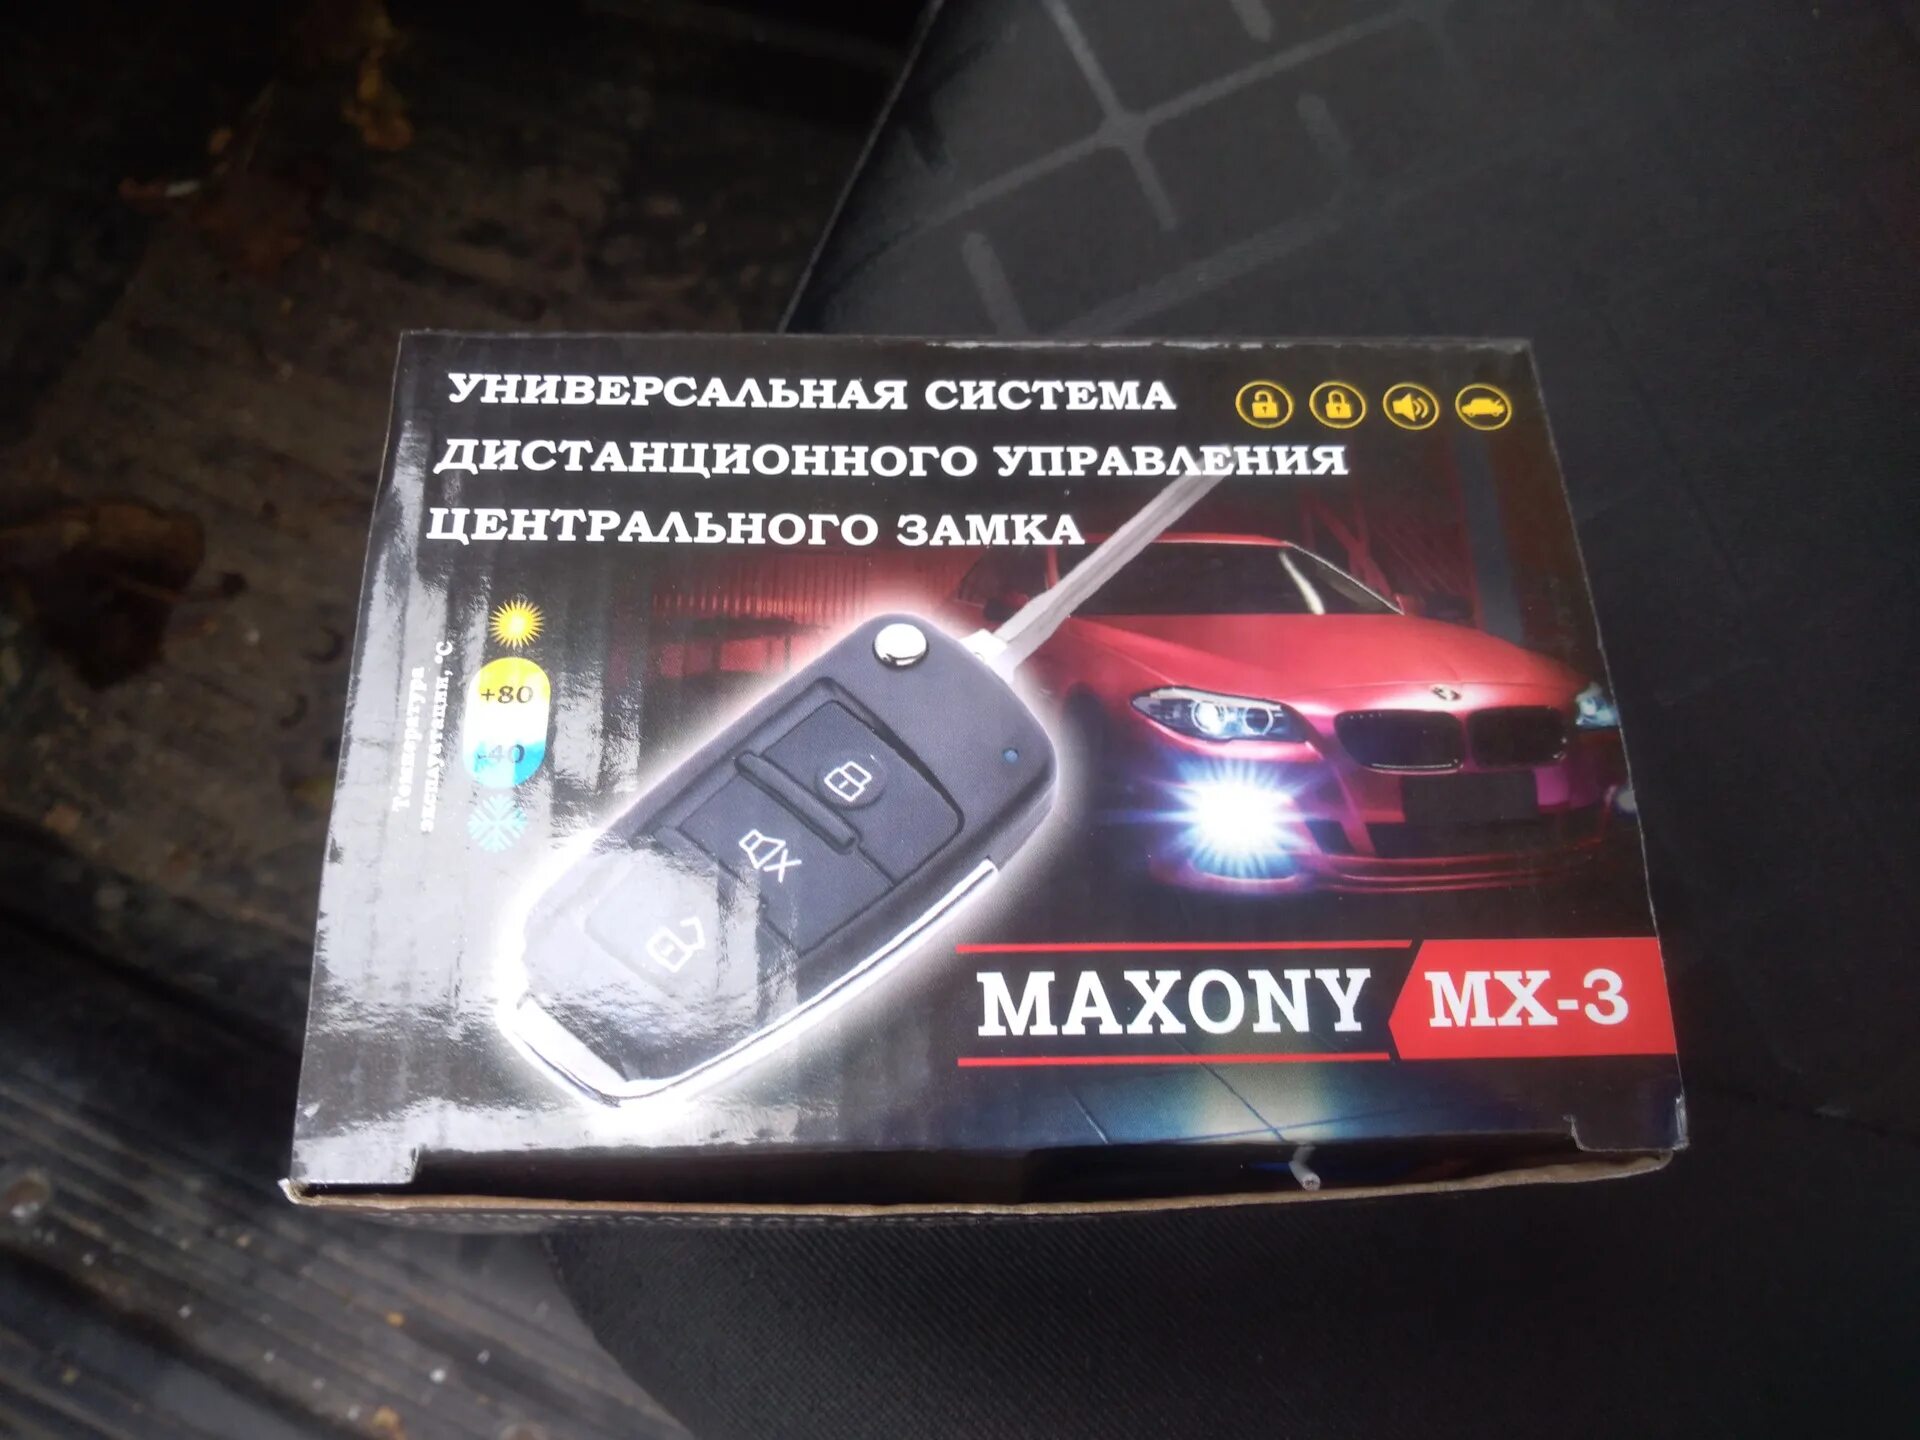 УНИВЕРСАЛЬНАЯ СИСТЕМА
ДИСТАНЦИОННОГО УПРАВЛЕНИЯ
ЦЕНТРАЛЬНОГО ЗАМКА
Температура
эксплуатации, °C
+80
-40
MAXONY MX-3